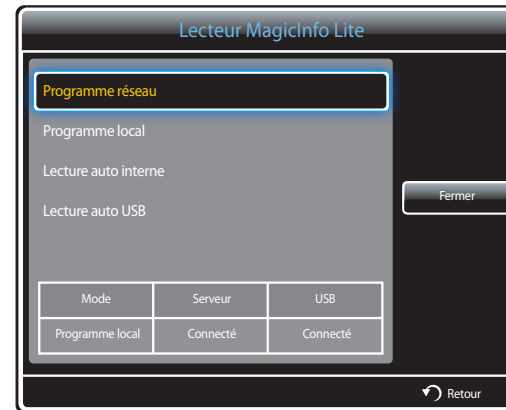 Lecteur MagicInfo Lite
Programme réseau
Programme local
Lecture auto interne
Lecture auto USB
Fermer
Mode Serveur USB
Programme local Connecté Connecté
Retour